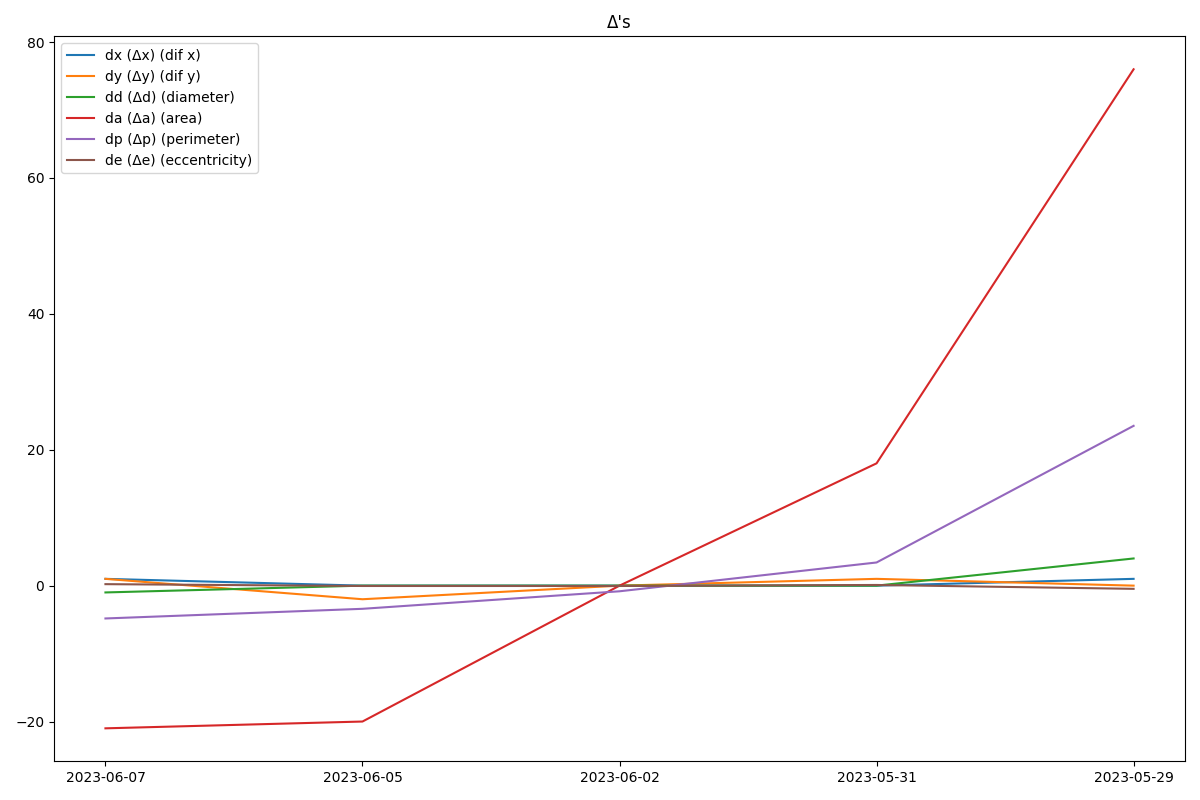 Δ's
dx (Δx) (dif x)
dy (Δy) (dif y)
dd (Δd) (diameter)
da (Δa) (area)
dp (Δp) (perimeter)
de (Δe) (eccentricity)
80
60
40
20
0
−20
2023-06-07 2023-06-05 2023-06-02 2023-05-31 2023-05-29